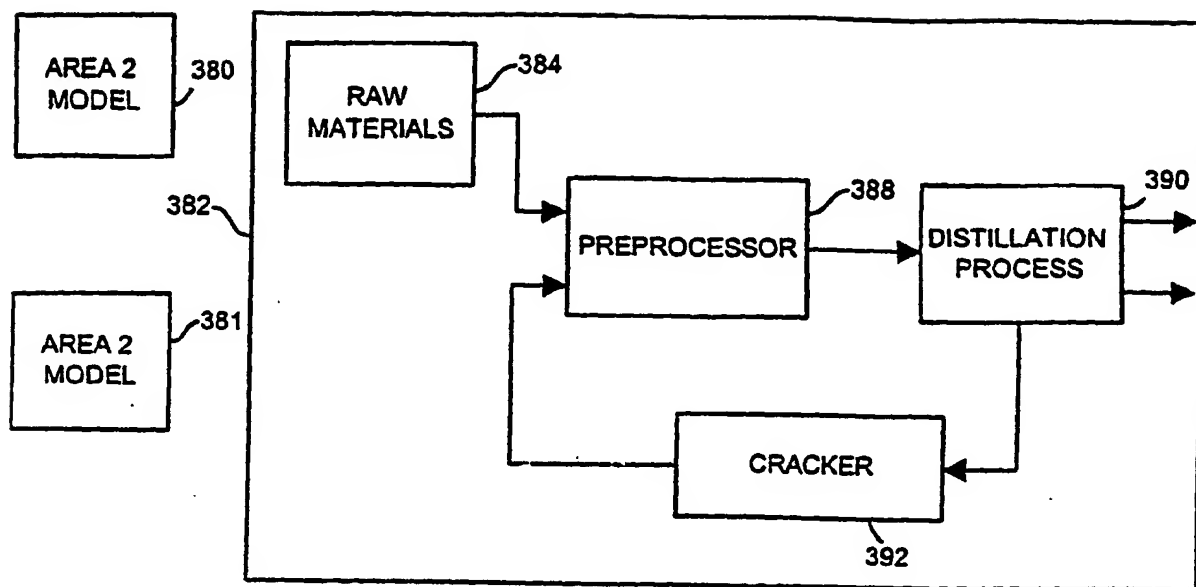 AREA 2
MODEL
380
382
RAW
MATERIALS
384
PREPROCESSOR
388
DISTILLATION
PROCESS
390
AREA 2
MODEL
381
CRACKER
392